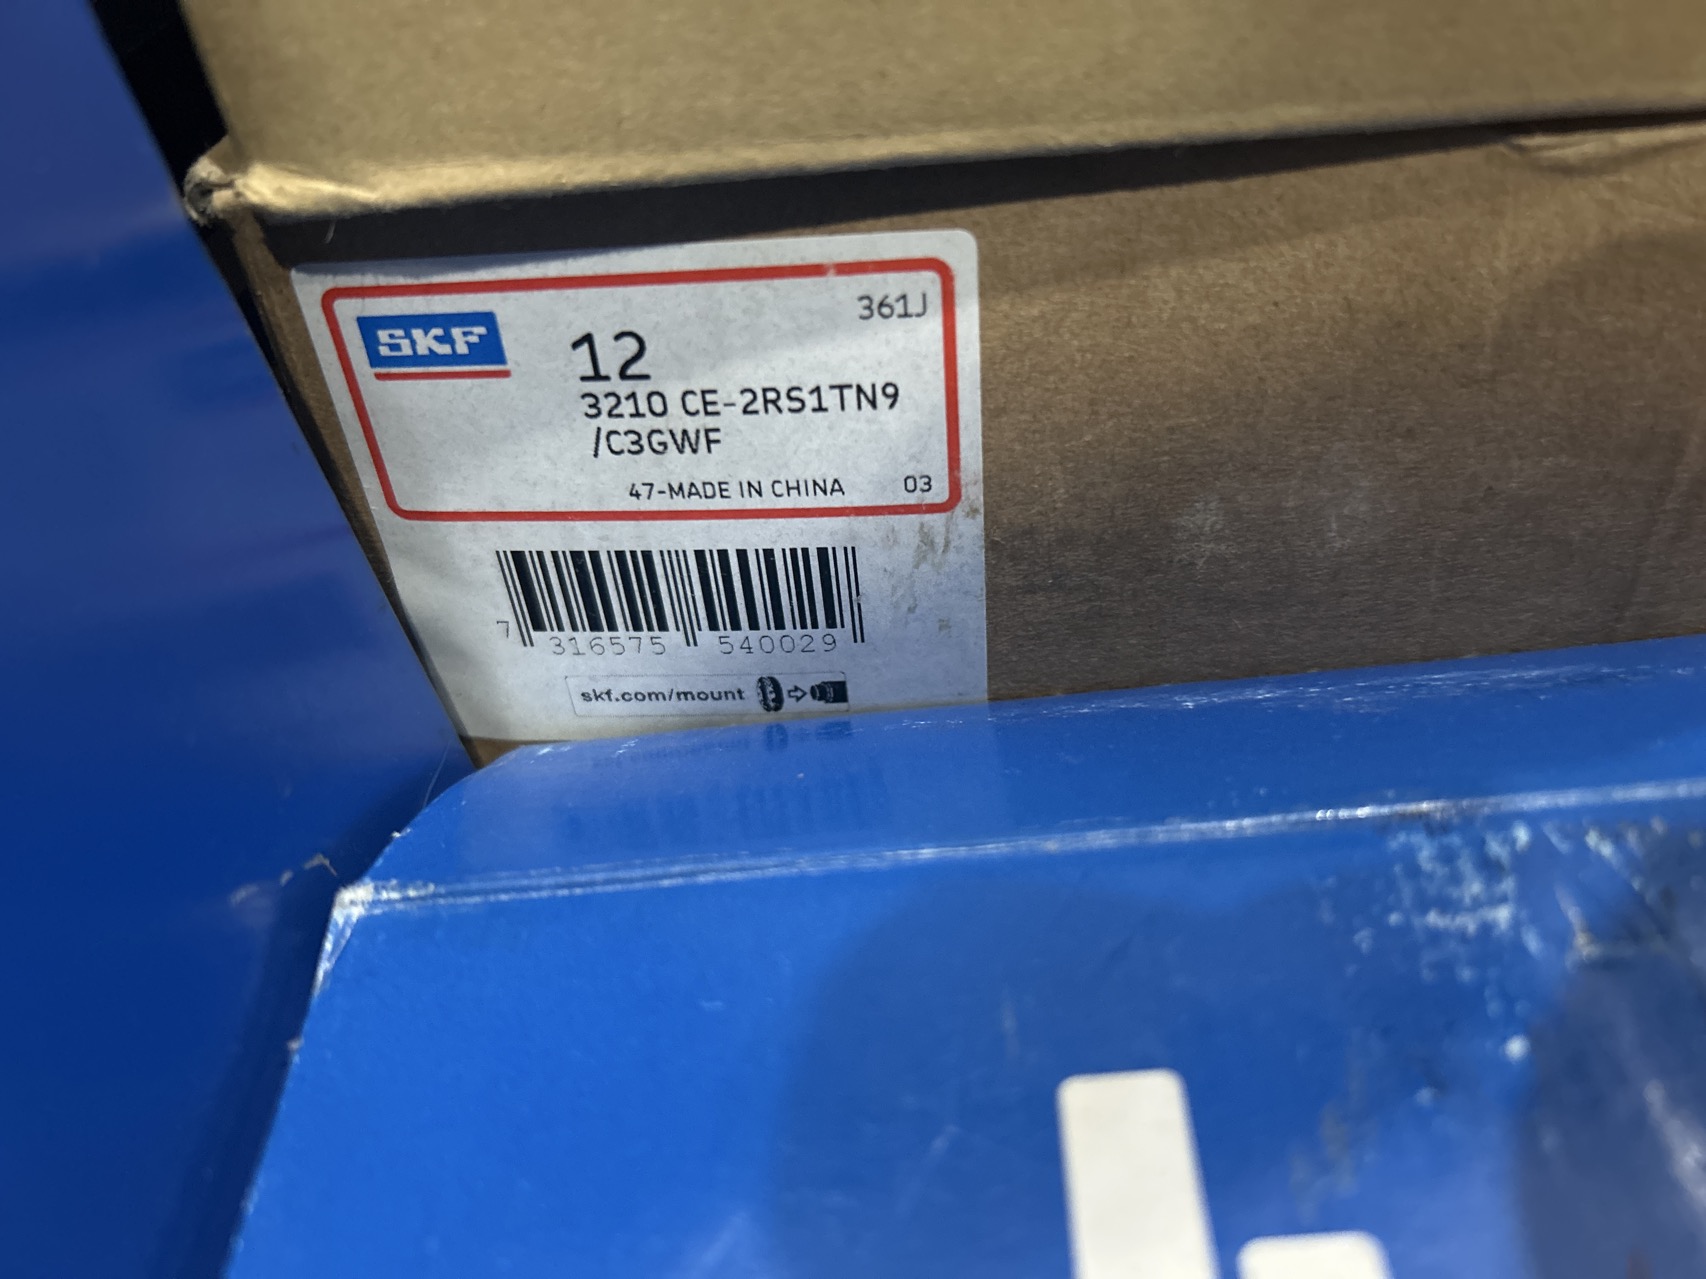 SKF
361J
12
3210 CE-2RS1TN9
/C3GWF
47-MADE IN CHINA 03
7 316575 540029
skf.com/mount